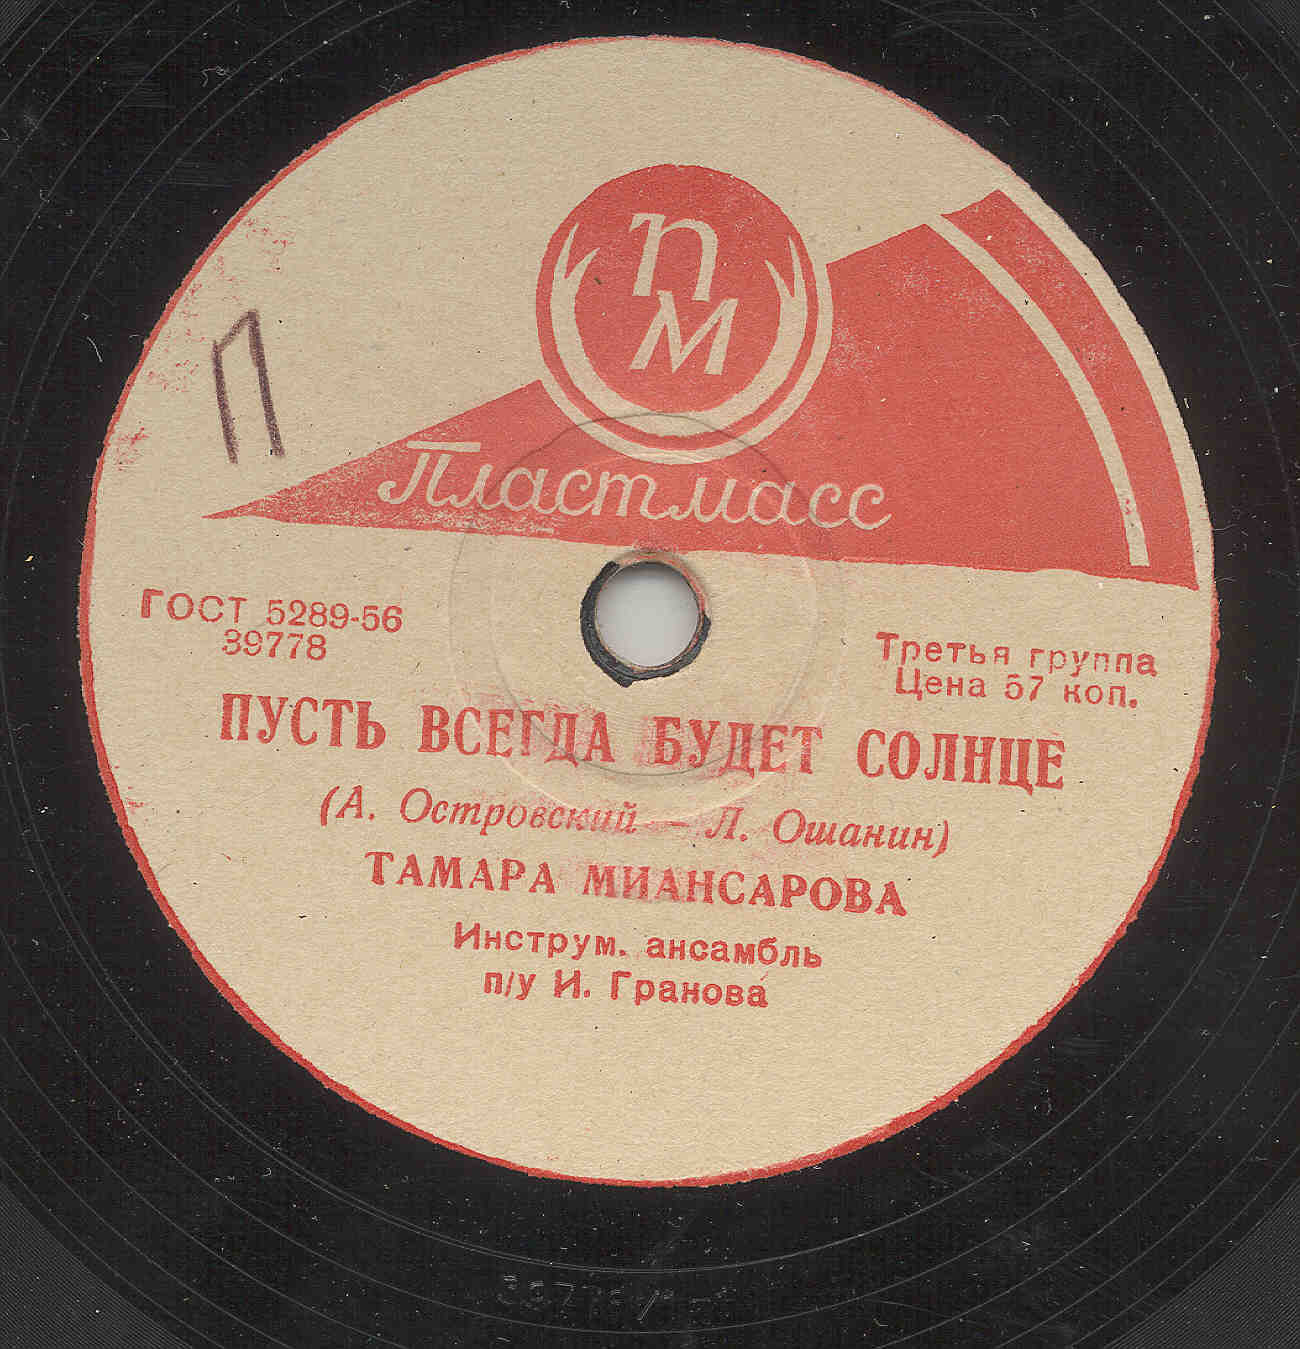 П
М
П
Пластмасс
ГОСТ 5289-56
39778
Третья группа
Цена 57 коп.
ПУСТЬ ВСЕГДА БУДЕТ СОЛНЦЕ
(А. Островский — Л. Ошанин)
ТАМАРА МИАНСАРОВА
Инструм. ансамбль
п/у И. Гранова